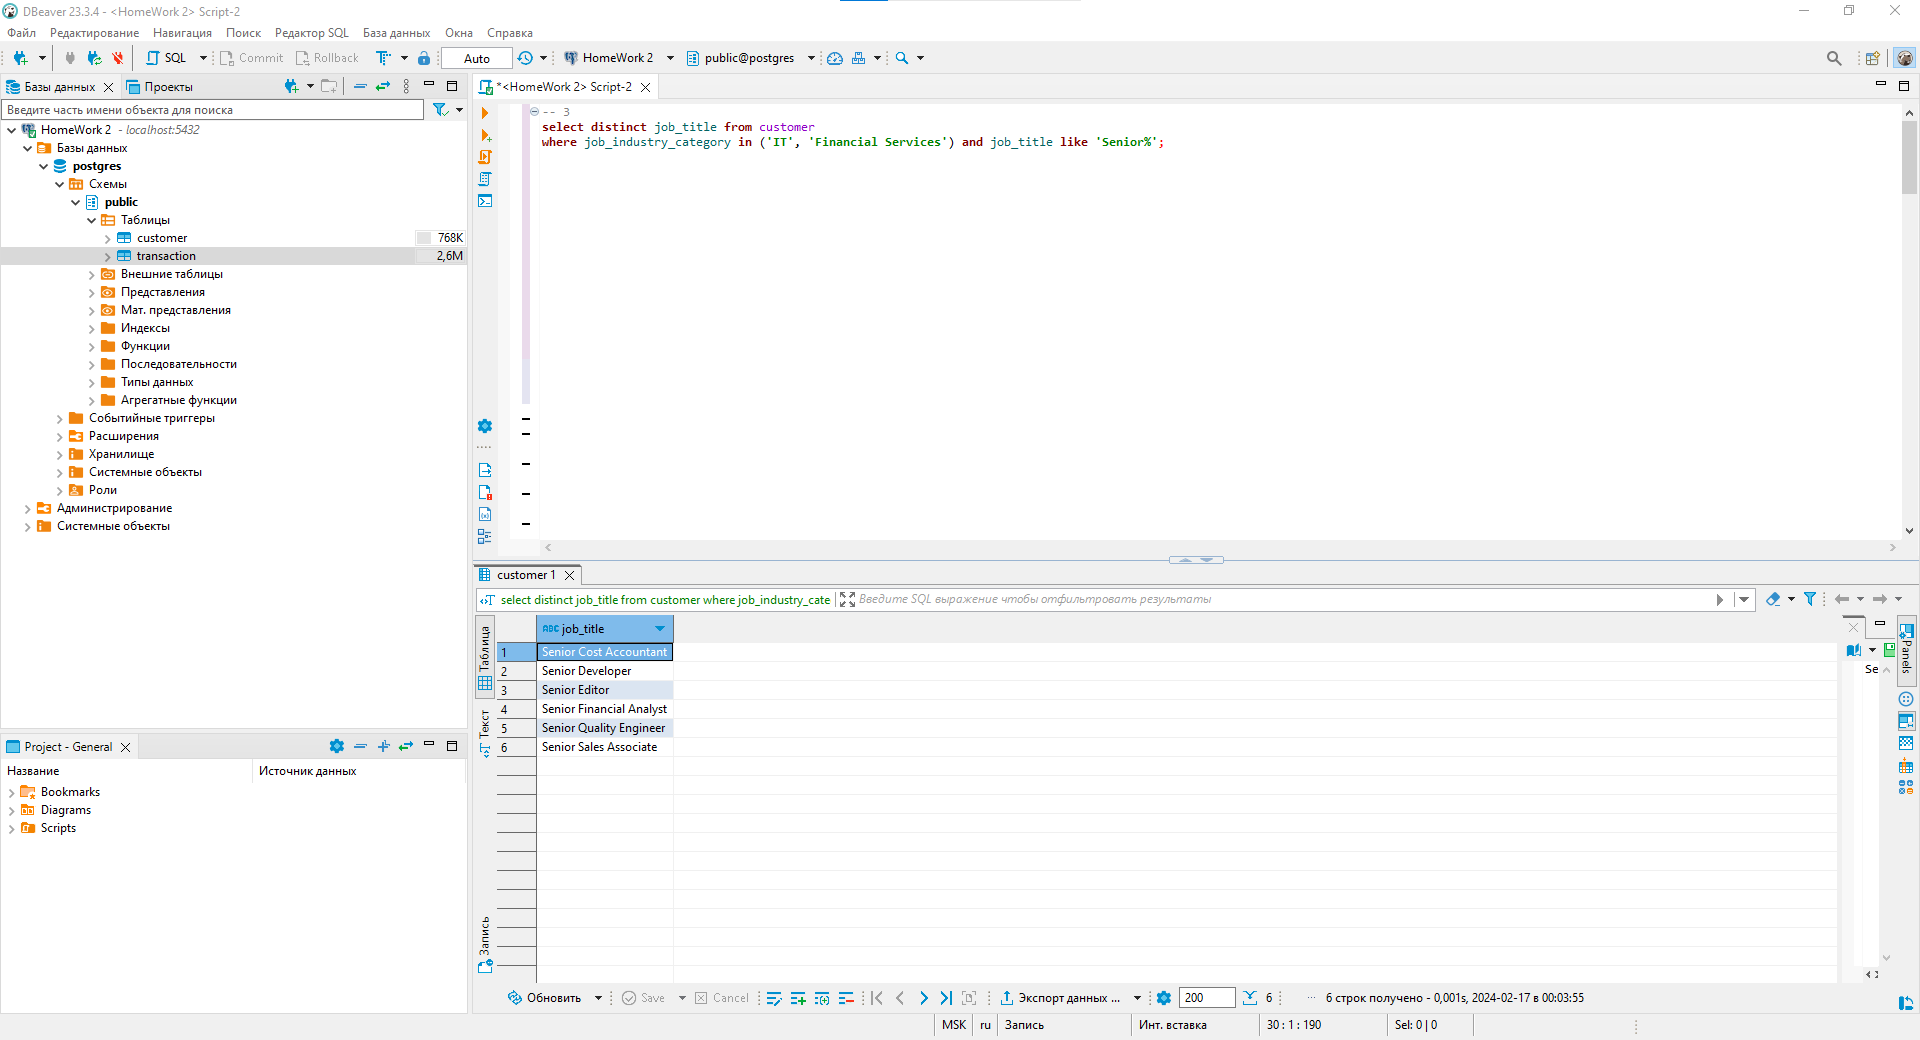 DBeaver 23.3.4 - <HomeWork 2> Script-2
Файл Редактирование Навигация Поиск Редактор SQL База данных Окна Справка
SQL Commit Rollback Auto HomeWork 2 public@postgres
Базы данных Проекты
Введите часть имени объекта для поиска
HomeWork 2 - localhost:5432
Базы данных
postgres
Схемы
public
Таблицы
customer 768K
transaction 2,6M
Внешние таблицы
Представления
Мат. представления
Индексы
Функции
Последовательности
Типы данных
Агрегатные функции
Событийные триггеры
Расширения
Хранилище
Системные объекты
Роли
Администрирование
Системные объекты
Project - General
Название Источник данных
Bookmarks
Diagrams
Scripts
*<HomeWork 2> Script-2
-- 3
select distinct job_title from customer
where job_industry_category in ('IT', 'Financial Services') and job_title like 'Senior%';
customer 1
select distinct job_title from customer where job_industry_cate Введите SQL выражение чтобы отфильтровать результаты
Таблица
Текст
Запись
ABC job_title
1 Senior Cost Accountant
2 Senior Developer
3 Senior Editor
4 Senior Financial Analyst
5 Senior Quality Engineer
6 Senior Sales Associate
Se
Panels
Обновить Save Cancel Экспорт данных ... 200 6 ··· 6 строк получено - 0,001s, 2024-02-17 в 00:03:55
MSK ru Запись Инт. вставка 30 : 1 : 190 Sel: 0 | 0